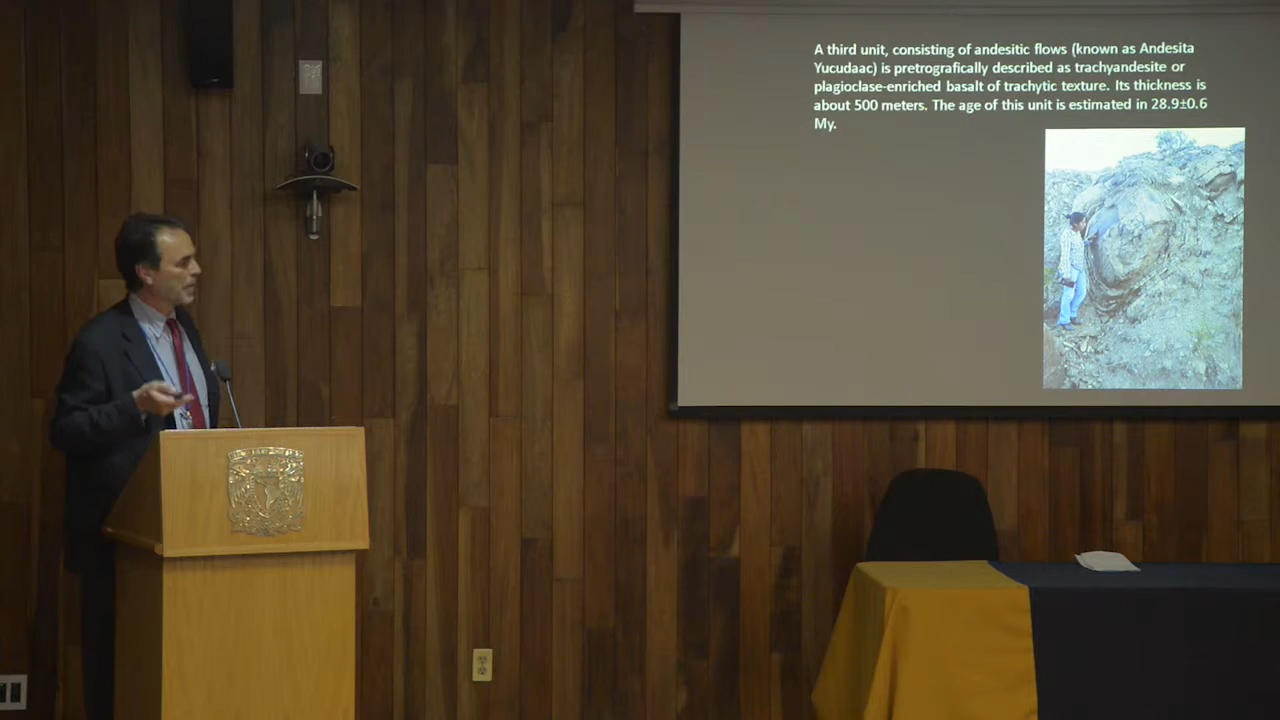 A third unit, consisting of andesitic flows (known as Andesita
Yucudaac) is pretrografically described as trachyandesite or
plagioclase-enriched basalt of trachytic texture. Its thickness is
about 500 meters. The age of this unit is estimated in 28.9±0.6
My.